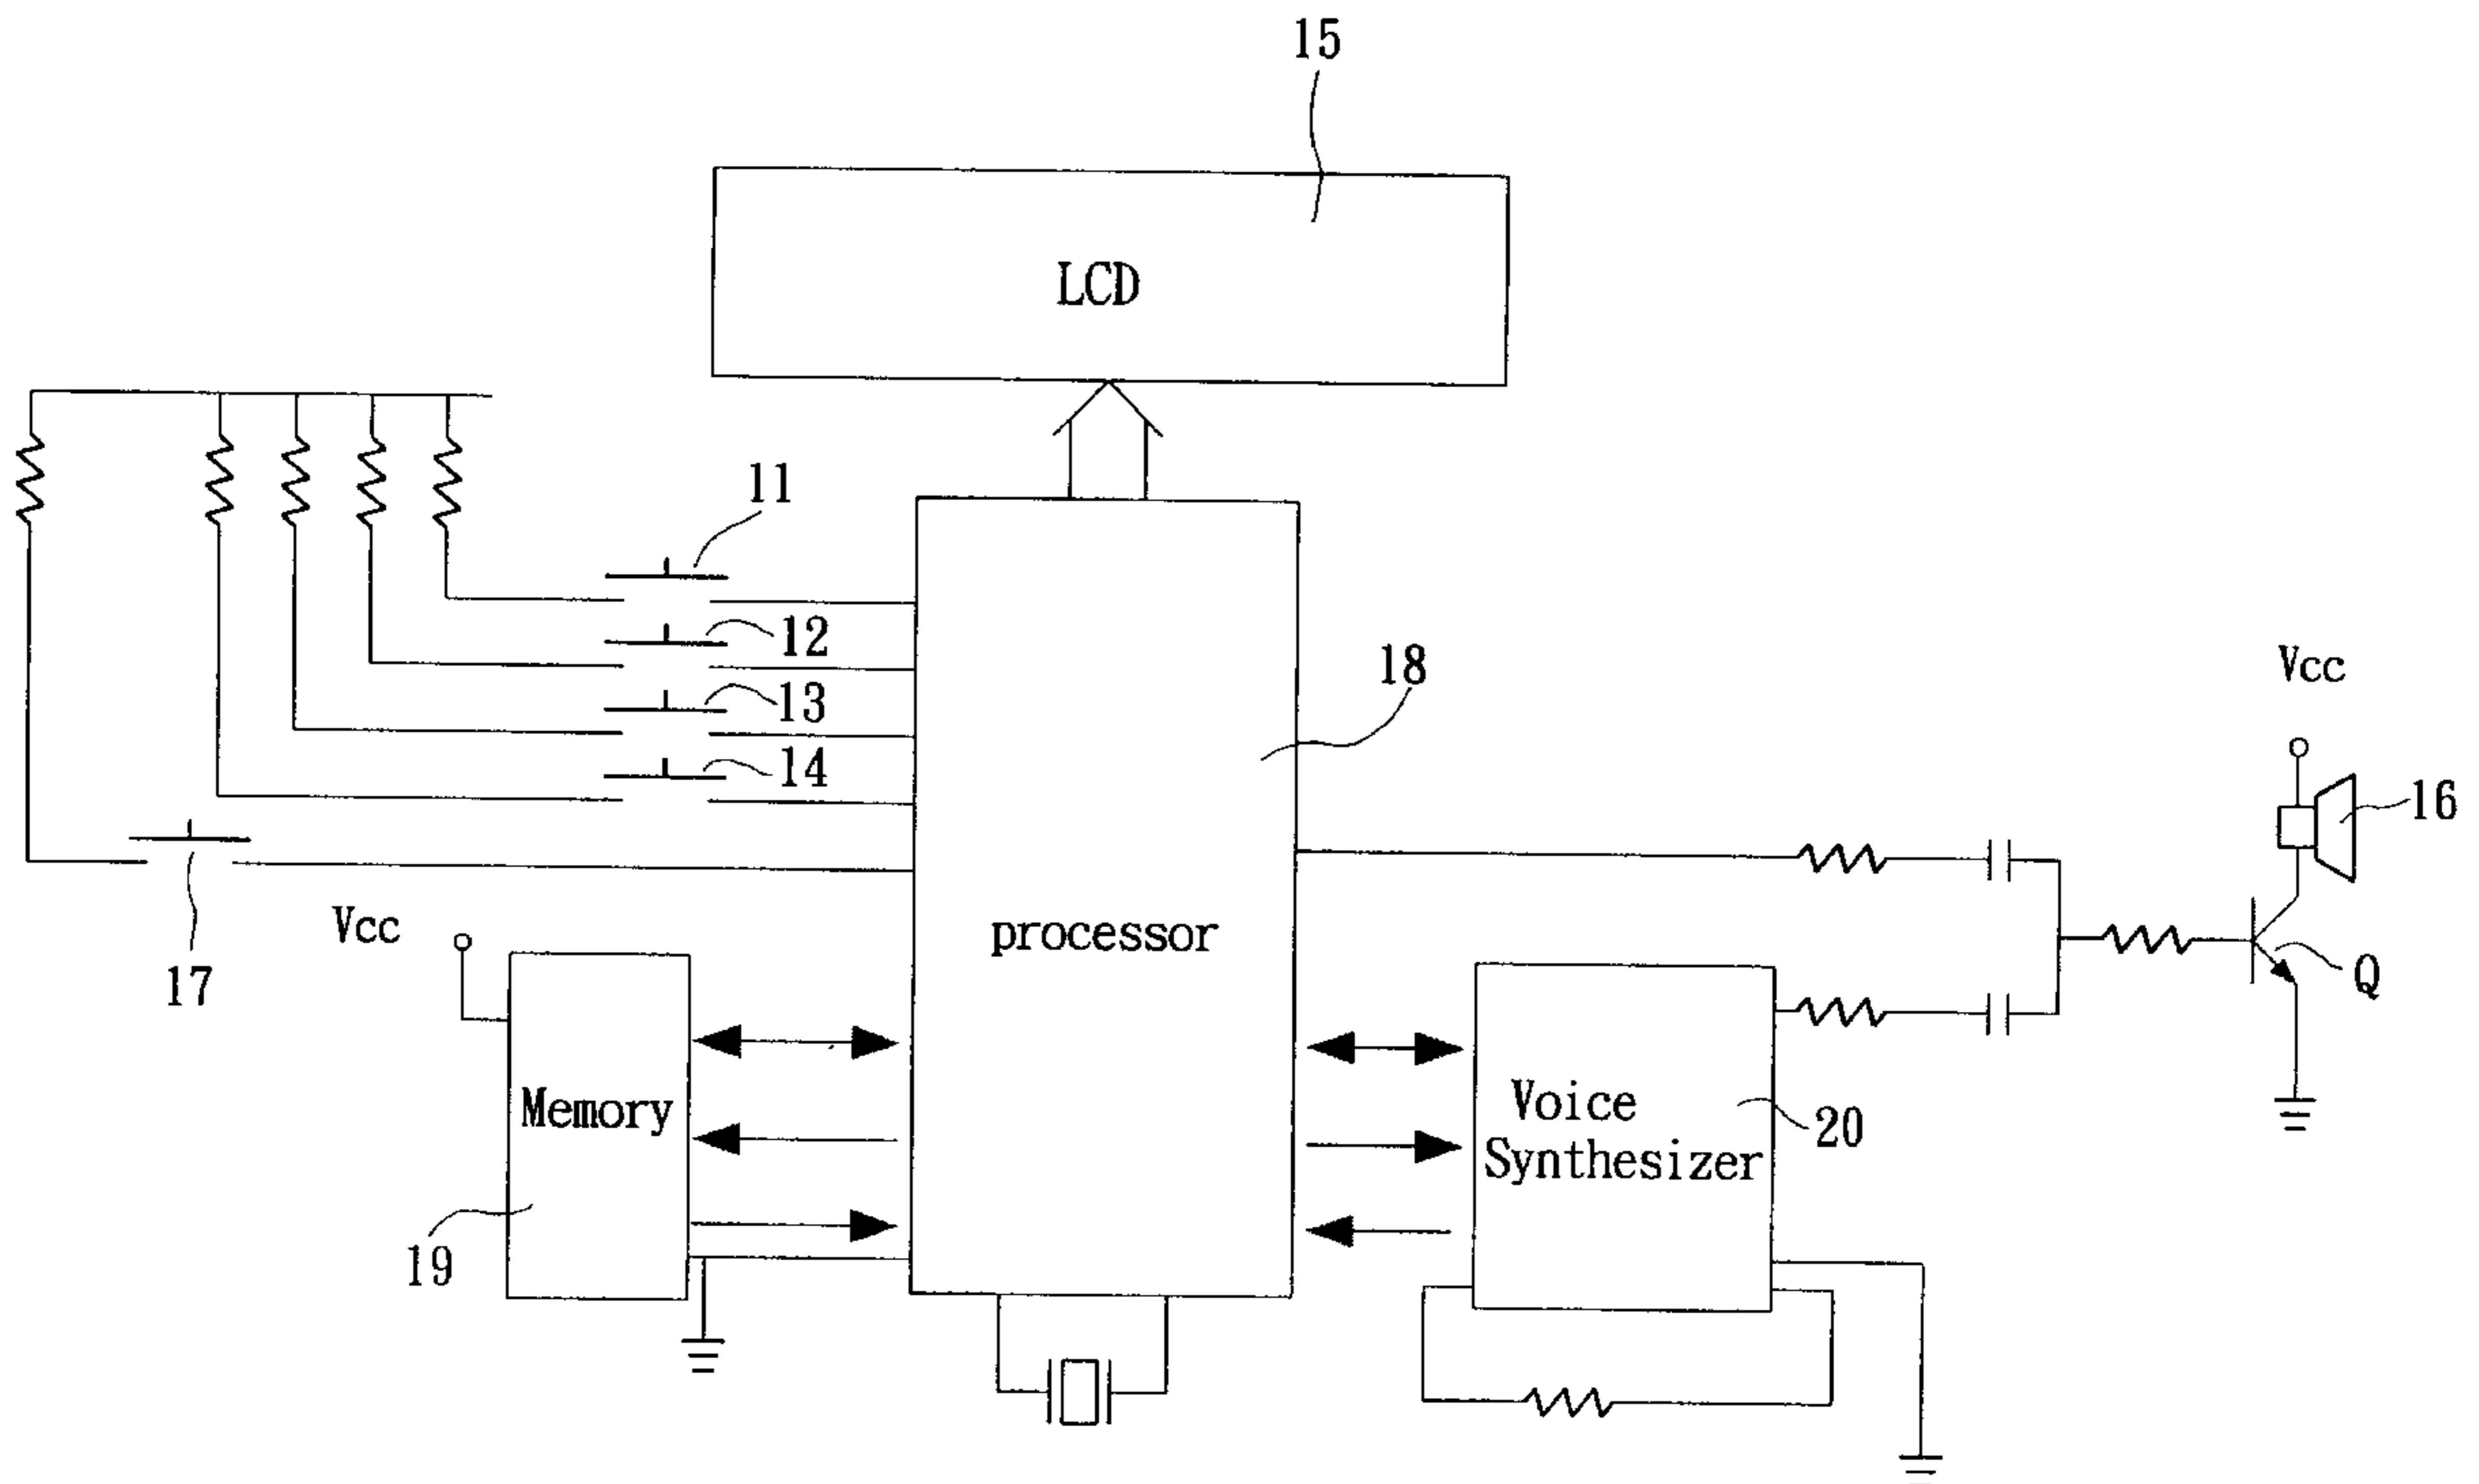 15
LCD
11
12
13
14
17
18
Vcc
16
Vcc
processor
Q
Memory
19
Voice
Synthesizer
20